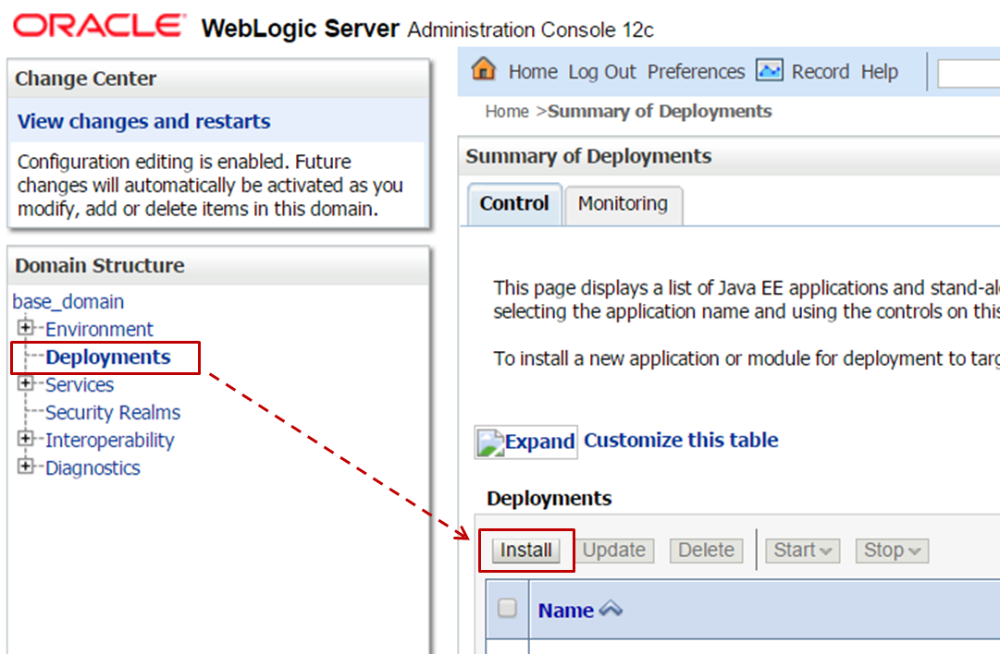 ORACLE WebLogic Server Administration Console 12c
Change Center
View changes and restarts
Configuration editing is enabled. Future
changes will automatically be activated as you
modify, add or delete items in this domain.
Domain Structure
base_domain
Environment
Deployments
Services
Security Realms
Interoperability
Diagnostics
Home Log Out Preferences Record Help
Home >Summary of Deployments
Summary of Deployments
Control Monitoring
This page displays a list of Java EE applications and stand-al
selecting the application name and using the controls on this
To install a new application or module for deployment to targ
Expand Customize this table
Deployments
Install Update Delete Start Stop
Name